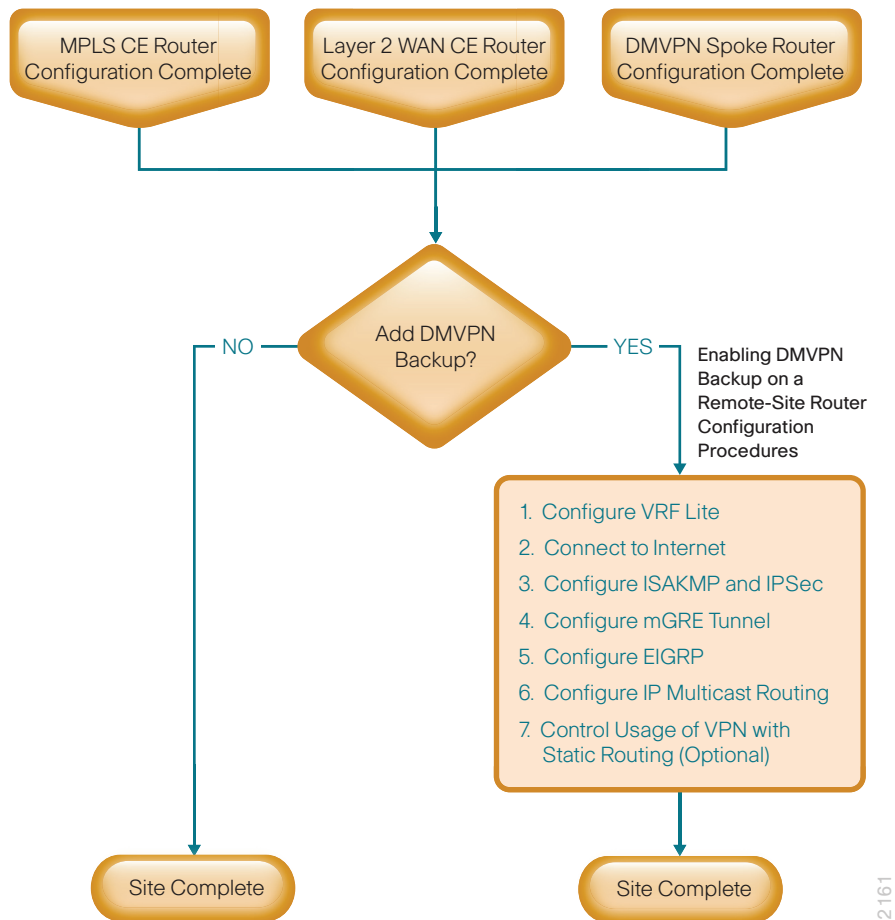 MPLS CE Router
Configuration Complete
Layer 2 WAN CE Router
Configuration Complete
DMVPN Spoke Router
Configuration Complete
Add DMVPN
Backup?
NO
YES
Enabling DMVPN
Backup on a
Remote-Site Router
Configuration
Procedures
1. Configure VRF Lite
2. Connect to Internet
3. Configure ISAKMP and IPSec
4. Configure mGRE Tunnel
5. Configure EIGRP
6. Configure IP Multicast Routing
7. Control Usage of VPN with
Static Routing (Optional)
Site Complete
Site Complete
2161